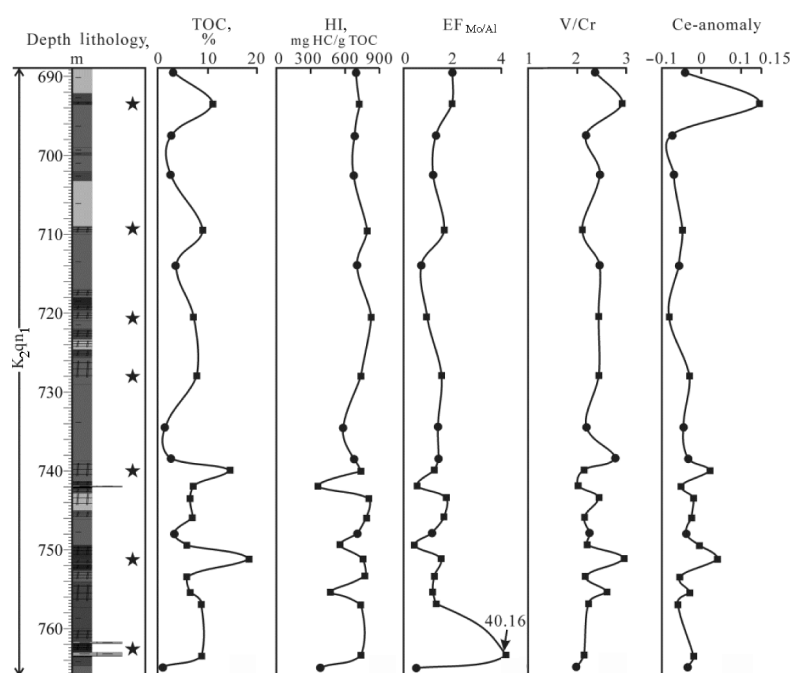 Depth lithology,
m
TOC,
%
HI,
mg HC/g TOC
EF Mo/Al
V/Cr
Ce-anomaly
0 10 20
0 300 600 900
0 2 4
1 2 3
-0.1 0 0.1 0.15
690
700
710
720
730
740
750
760
K2qn1
40.16